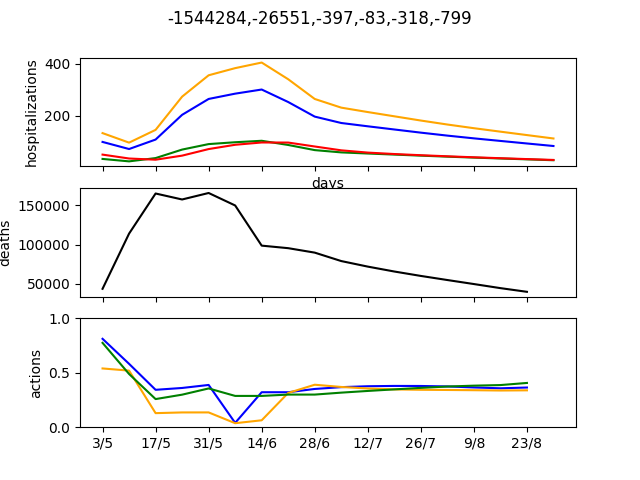 -1544284,-26551,-397,-83,-318,-799
hospitalizations
400
200
days
deaths
150000
100000
50000
actions
1.0
0.5
0.0
3/5 17/5 31/5 14/6 28/6 12/7 26/7 9/8 23/8